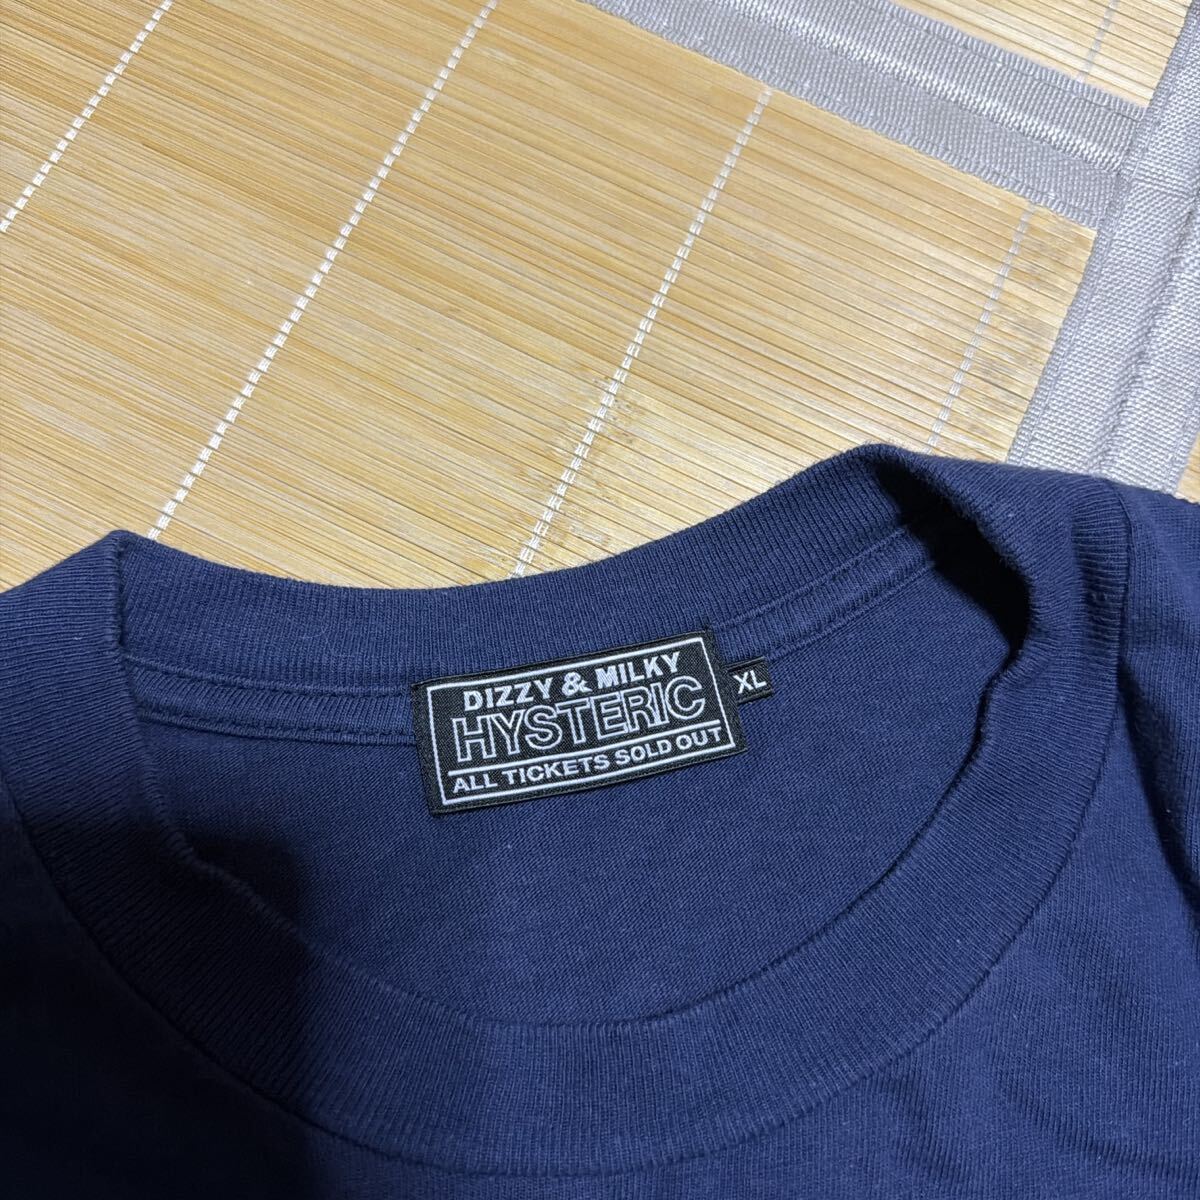 DIZZY & MILKY
HYSTERIC
ALL TICKETS SOLD OUT
XL